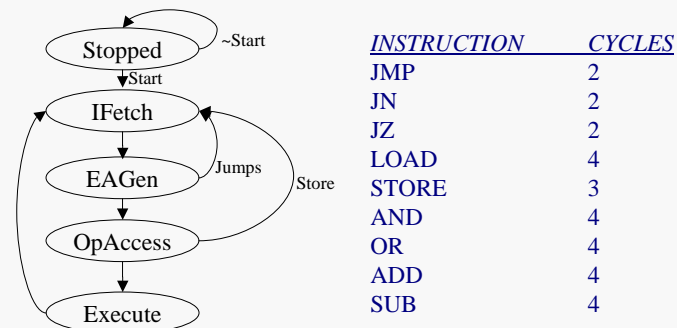 Stopped
~Start
Start
IFetch
EAGen
Jumps
Store
OpAccess
Execute
INSTRUCTION CYCLES
JMP 2
JN 2
JZ 2
LOAD 4
STORE 3
AND 4
OR 4
ADD 4
SUB 4